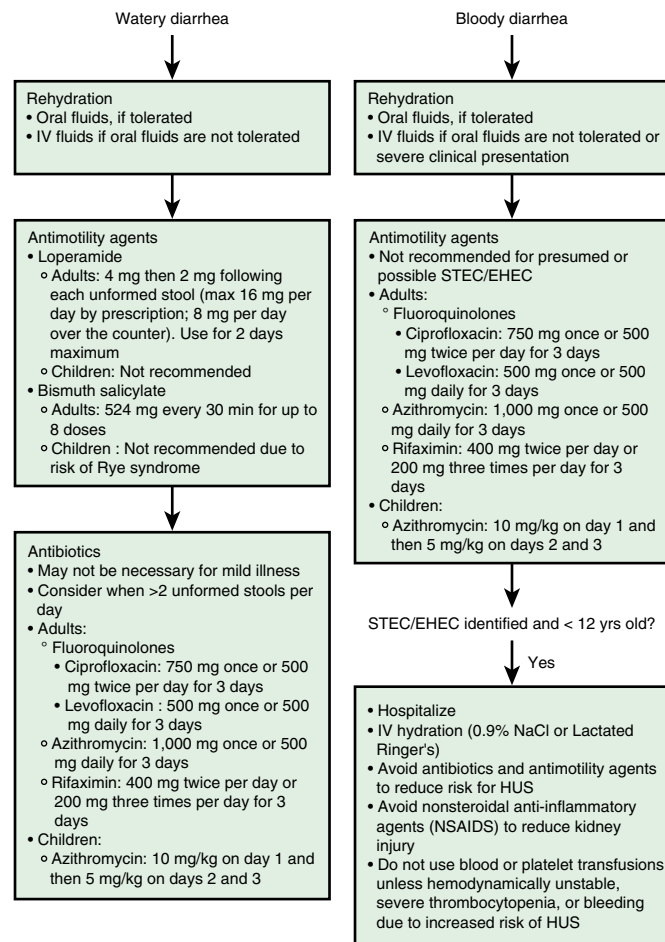 Watery diarrhea
Rehydration
• Oral fluids, if tolerated
• IV fluids if oral fluids are not tolerated
Antimotility agents
• Loperamide
○ Adults: 4 mg then 2 mg following
each unformed stool (max 16 mg per
day by prescription; 8 mg per day
over the counter). Use for 2 days
maximum
○ Children: Not recommended
• Bismuth salicylate
○ Adults: 524 mg every 30 min for up to
8 doses
○ Children : Not recommended due to
risk of Rye syndrome
Antibiotics
• May not be necessary for mild illness
• Consider when >2 unformed stools per
day
• Adults:
○ Fluoroquinolones
• Ciprofloxacin: 750 mg once or 500
mg twice per day for 3 days
• Levofloxacin : 500 mg once or 500
mg daily for 3 days
○ Azithromycin: 1,000 mg once or 500
mg daily for 3 days
○ Rifaximin: 400 mg twice per day or
200 mg three times per day for 3
days
• Children:
○ Azithromycin: 10 mg/kg on day 1 and
then 5 mg/kg on days 2 and 3
Bloody diarrhea
Rehydration
• Oral fluids, if tolerated
• IV fluids if oral fluids are not tolerated or
severe clinical presentation
Antimotility agents
• Not recommended for presumed or
possible STEC/EHEC
• Adults:
○ Fluoroquinolones
• Ciprofloxacin: 750 mg once or 500
mg twice per day for 3 days
• Levofloxacin: 500 mg once or 500
mg daily for 3 days
○ Azithromycin: 1,000 mg once or 500
mg daily for 3 days
○ Rifaximin: 400 mg twice per day or
200 mg three times per day for 3
days
• Children:
○ Azithromycin: 10 mg/kg on day 1 and
then 5 mg/kg on days 2 and 3
STEC/EHEC identified and < 12 yrs old?
Yes
• Hospitalize
• IV hydration (0.9% NaCl or Lactated
Ringer's)
• Avoid antibiotics and antimotility agents
to reduce risk for HUS
• Avoid nonsteroidal anti-inflammatory
agents (NSAIDS) to reduce kidney
injury
• Do not use blood or platelet transfusions
unless hemodynamically unstable,
severe thrombocytopenia, or bleeding
due to increased risk of HUS